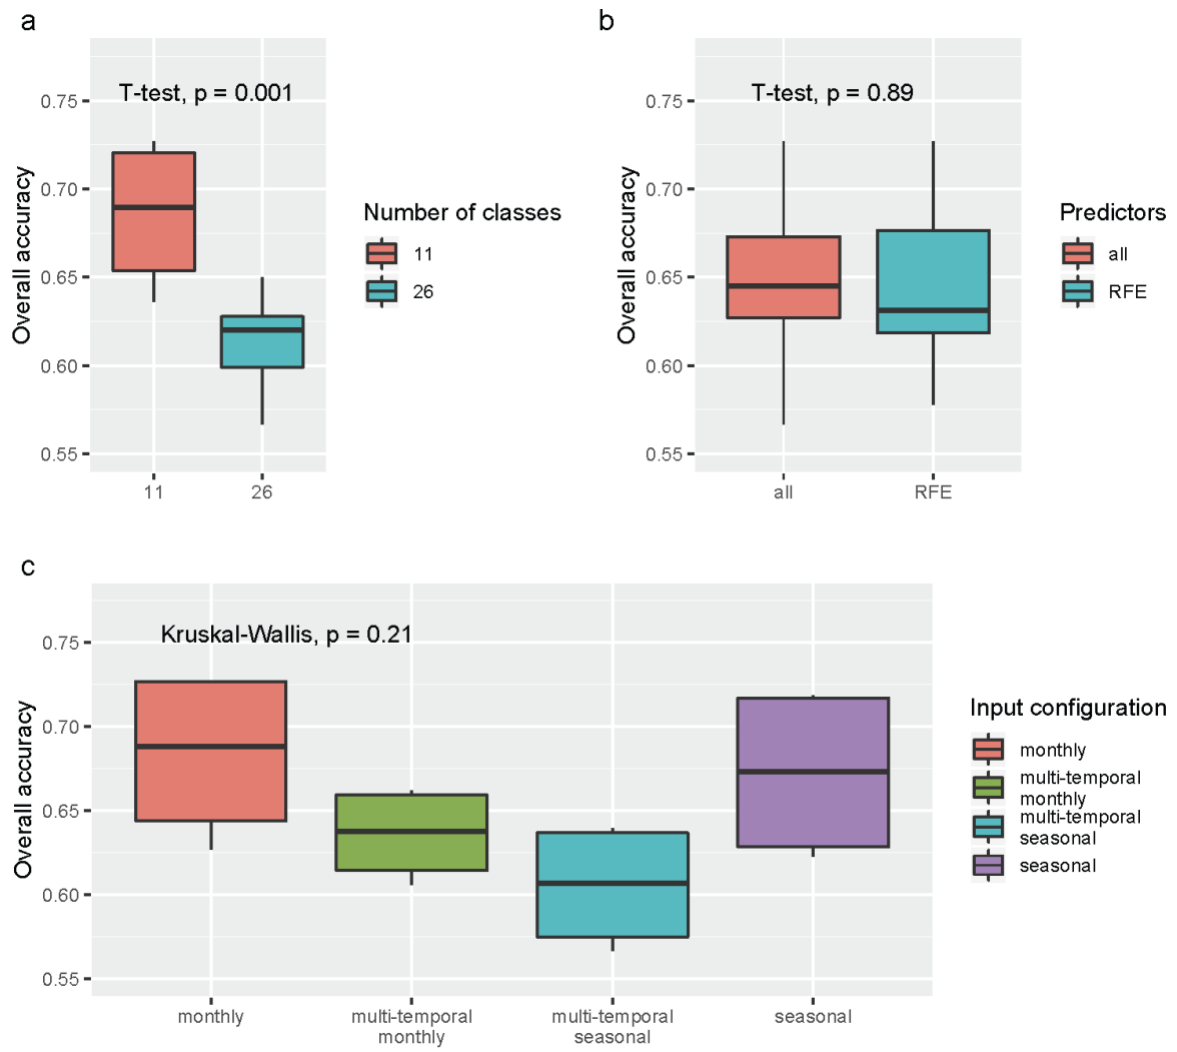 a
T-test, p = 0.001
0.75
0.70
0.65
0.60
0.55
Overall accuracy
11
26
Number of classes
11
26
b
T-test, p = 0.89
0.75
0.70
0.65
0.60
0.55
Overall accuracy
all
RFE
Predictors
all
RFE
c
Kruskal-Wallis, p = 0.21
0.75
0.70
0.65
0.60
0.55
Overall accuracy
monthly
multi-temporal
monthly
multi-temporal
seasonal
seasonal
Input configuration
monthly
multi-temporal
monthly
multi-temporal
seasonal
seasonal